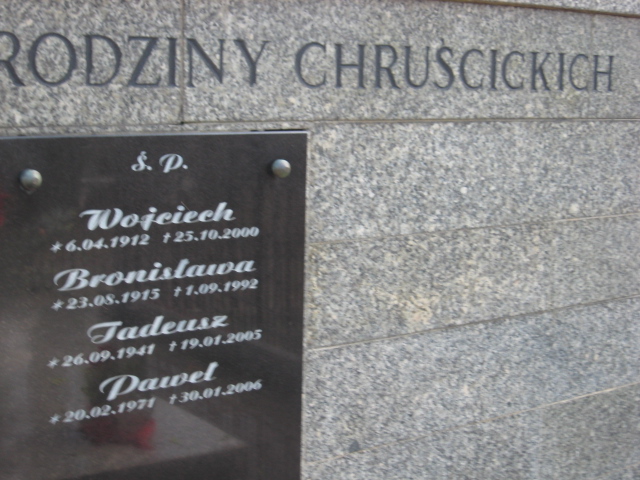 RODZINY CHRUŚCICKICH
Ś. P.
Wojciech
*6.04.1912 †25.10.2000
Bronisława
*23.08.1915 †1.09.1992
Tadeusz
*26.09.1941 †19.01.2005
Paweł
*20.02.1971 †30.01.2006